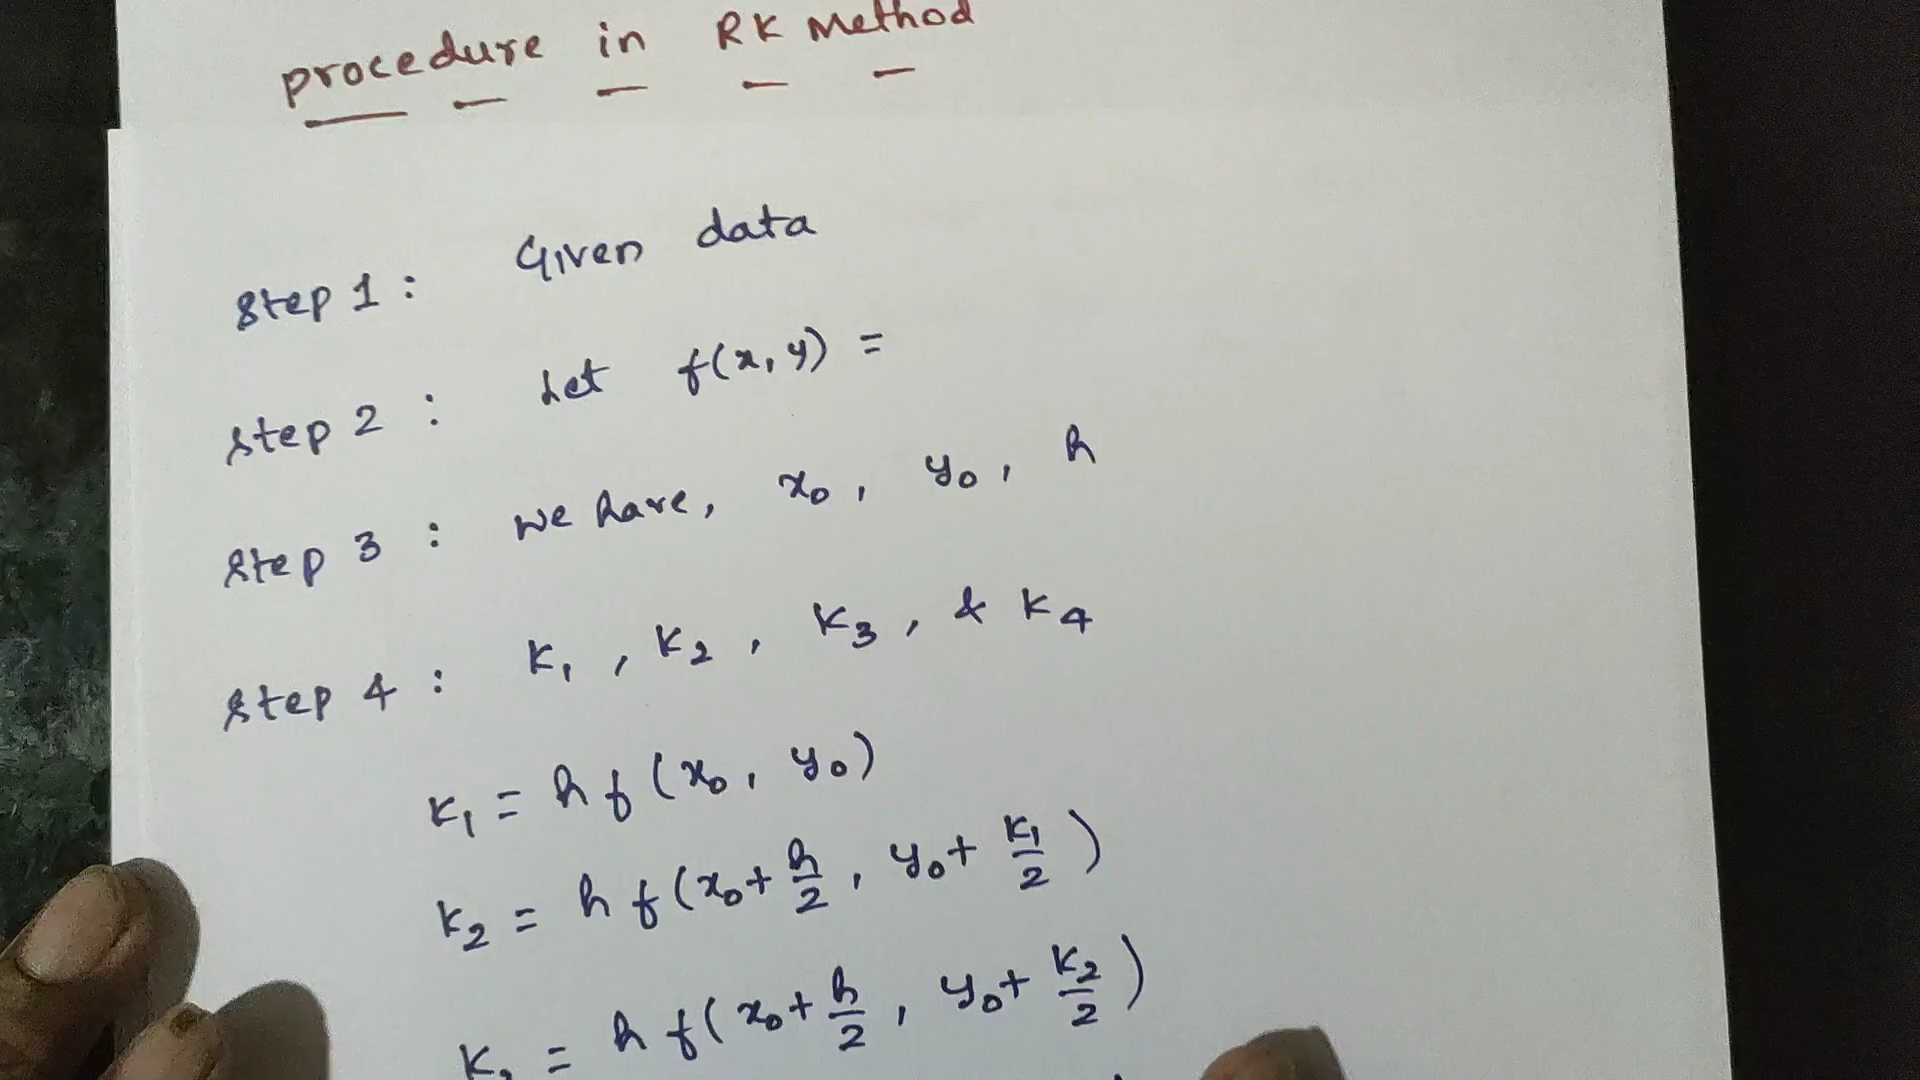 procedure in RK Method
Step 1 : Given data
Step 2 : Let f(x, y) =
Step 3 : We have, x₀, y₀, h
Step 4 : K₁, K₂, K₃, & K₄
K₁ = h f(x₀, y₀)
K₂ = h f(x₀ + h/2, y₀ + K₁/2)
K₃ = h f(x₀ + h/2, y₀ + K₂/2)